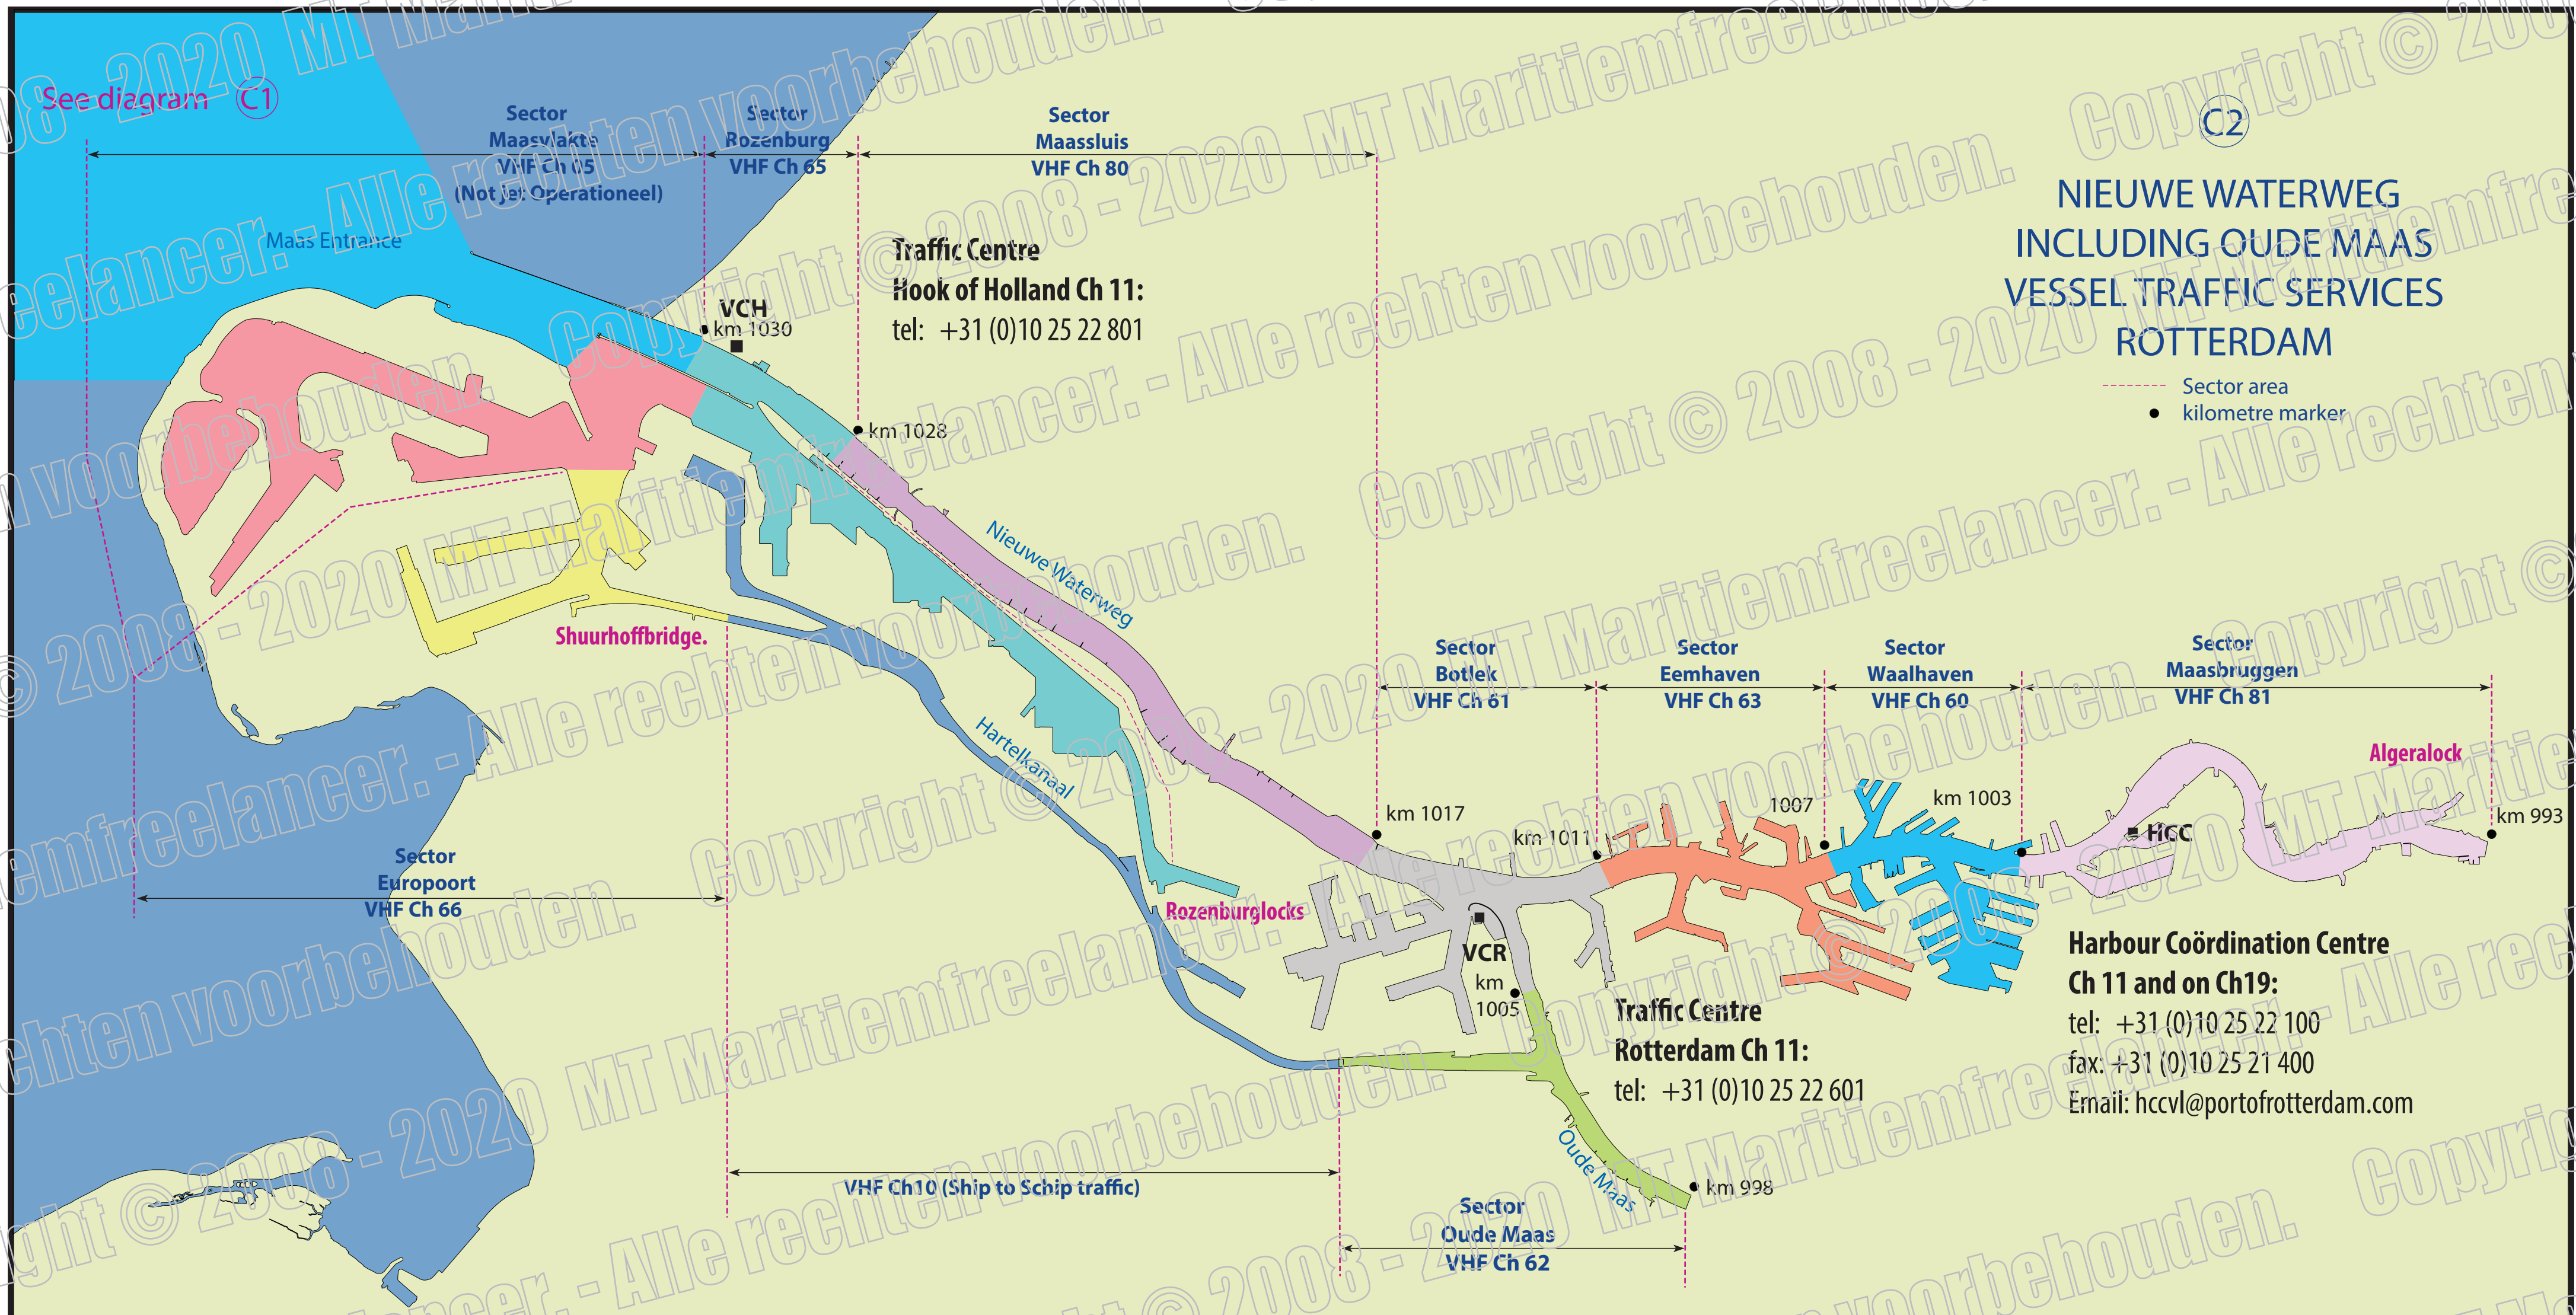 See diagram C1
Sector
Maasvlakte
VHF Ch 05
(Not jet Operationeel)
Sector
Rozenburg
VHF Ch 65
Sector
Maassluis
VHF Ch 80
C2
NIEUWE WATERWEG
INCLUDING OUDE MAAS
VESSEL TRAFFIC SERVICES
ROTTERDAM
Sector area
kilometre marker
Maas Entrance
Traffic Centre
Hook of Holland Ch 11:
tel: +31 (0)10 25 22 801
VCH
km 1030
km 1028
Nieuwe Waterweg
Shuurhoffbridge.
Hartelkanaal
Sector
Botlek
VHF Ch 61
Sector
Eemhaven
VHF Ch 63
Sector
Waalhaven
VHF Ch 60
Sector
Maasbruggen
VHF Ch 81
Algeralock
km 1017
km 1011
1007
km 1003
HCC
km 993
Sector
Europoort
VHF Ch 66
Rozenburglocks
VCR
km
1005
Traffic Centre
Rotterdam Ch 11:
tel: +31 (0)10 25 22 601
Harbour Coördination Centre
Ch 11 and on Ch19:
tel: +31 (0)10 25 22 100
fax: +31 (0)10 25 21 400
Email: hccvl@portofrotterdam.com
Oude Maas
km 998
VHF Ch10 (Ship to Schip traffic)
Sector
Oude Maas
VHF Ch 62
Copyright © 2008 - 2020 MT Maritiemfreelancer. - Alle rechten voorbehouden.